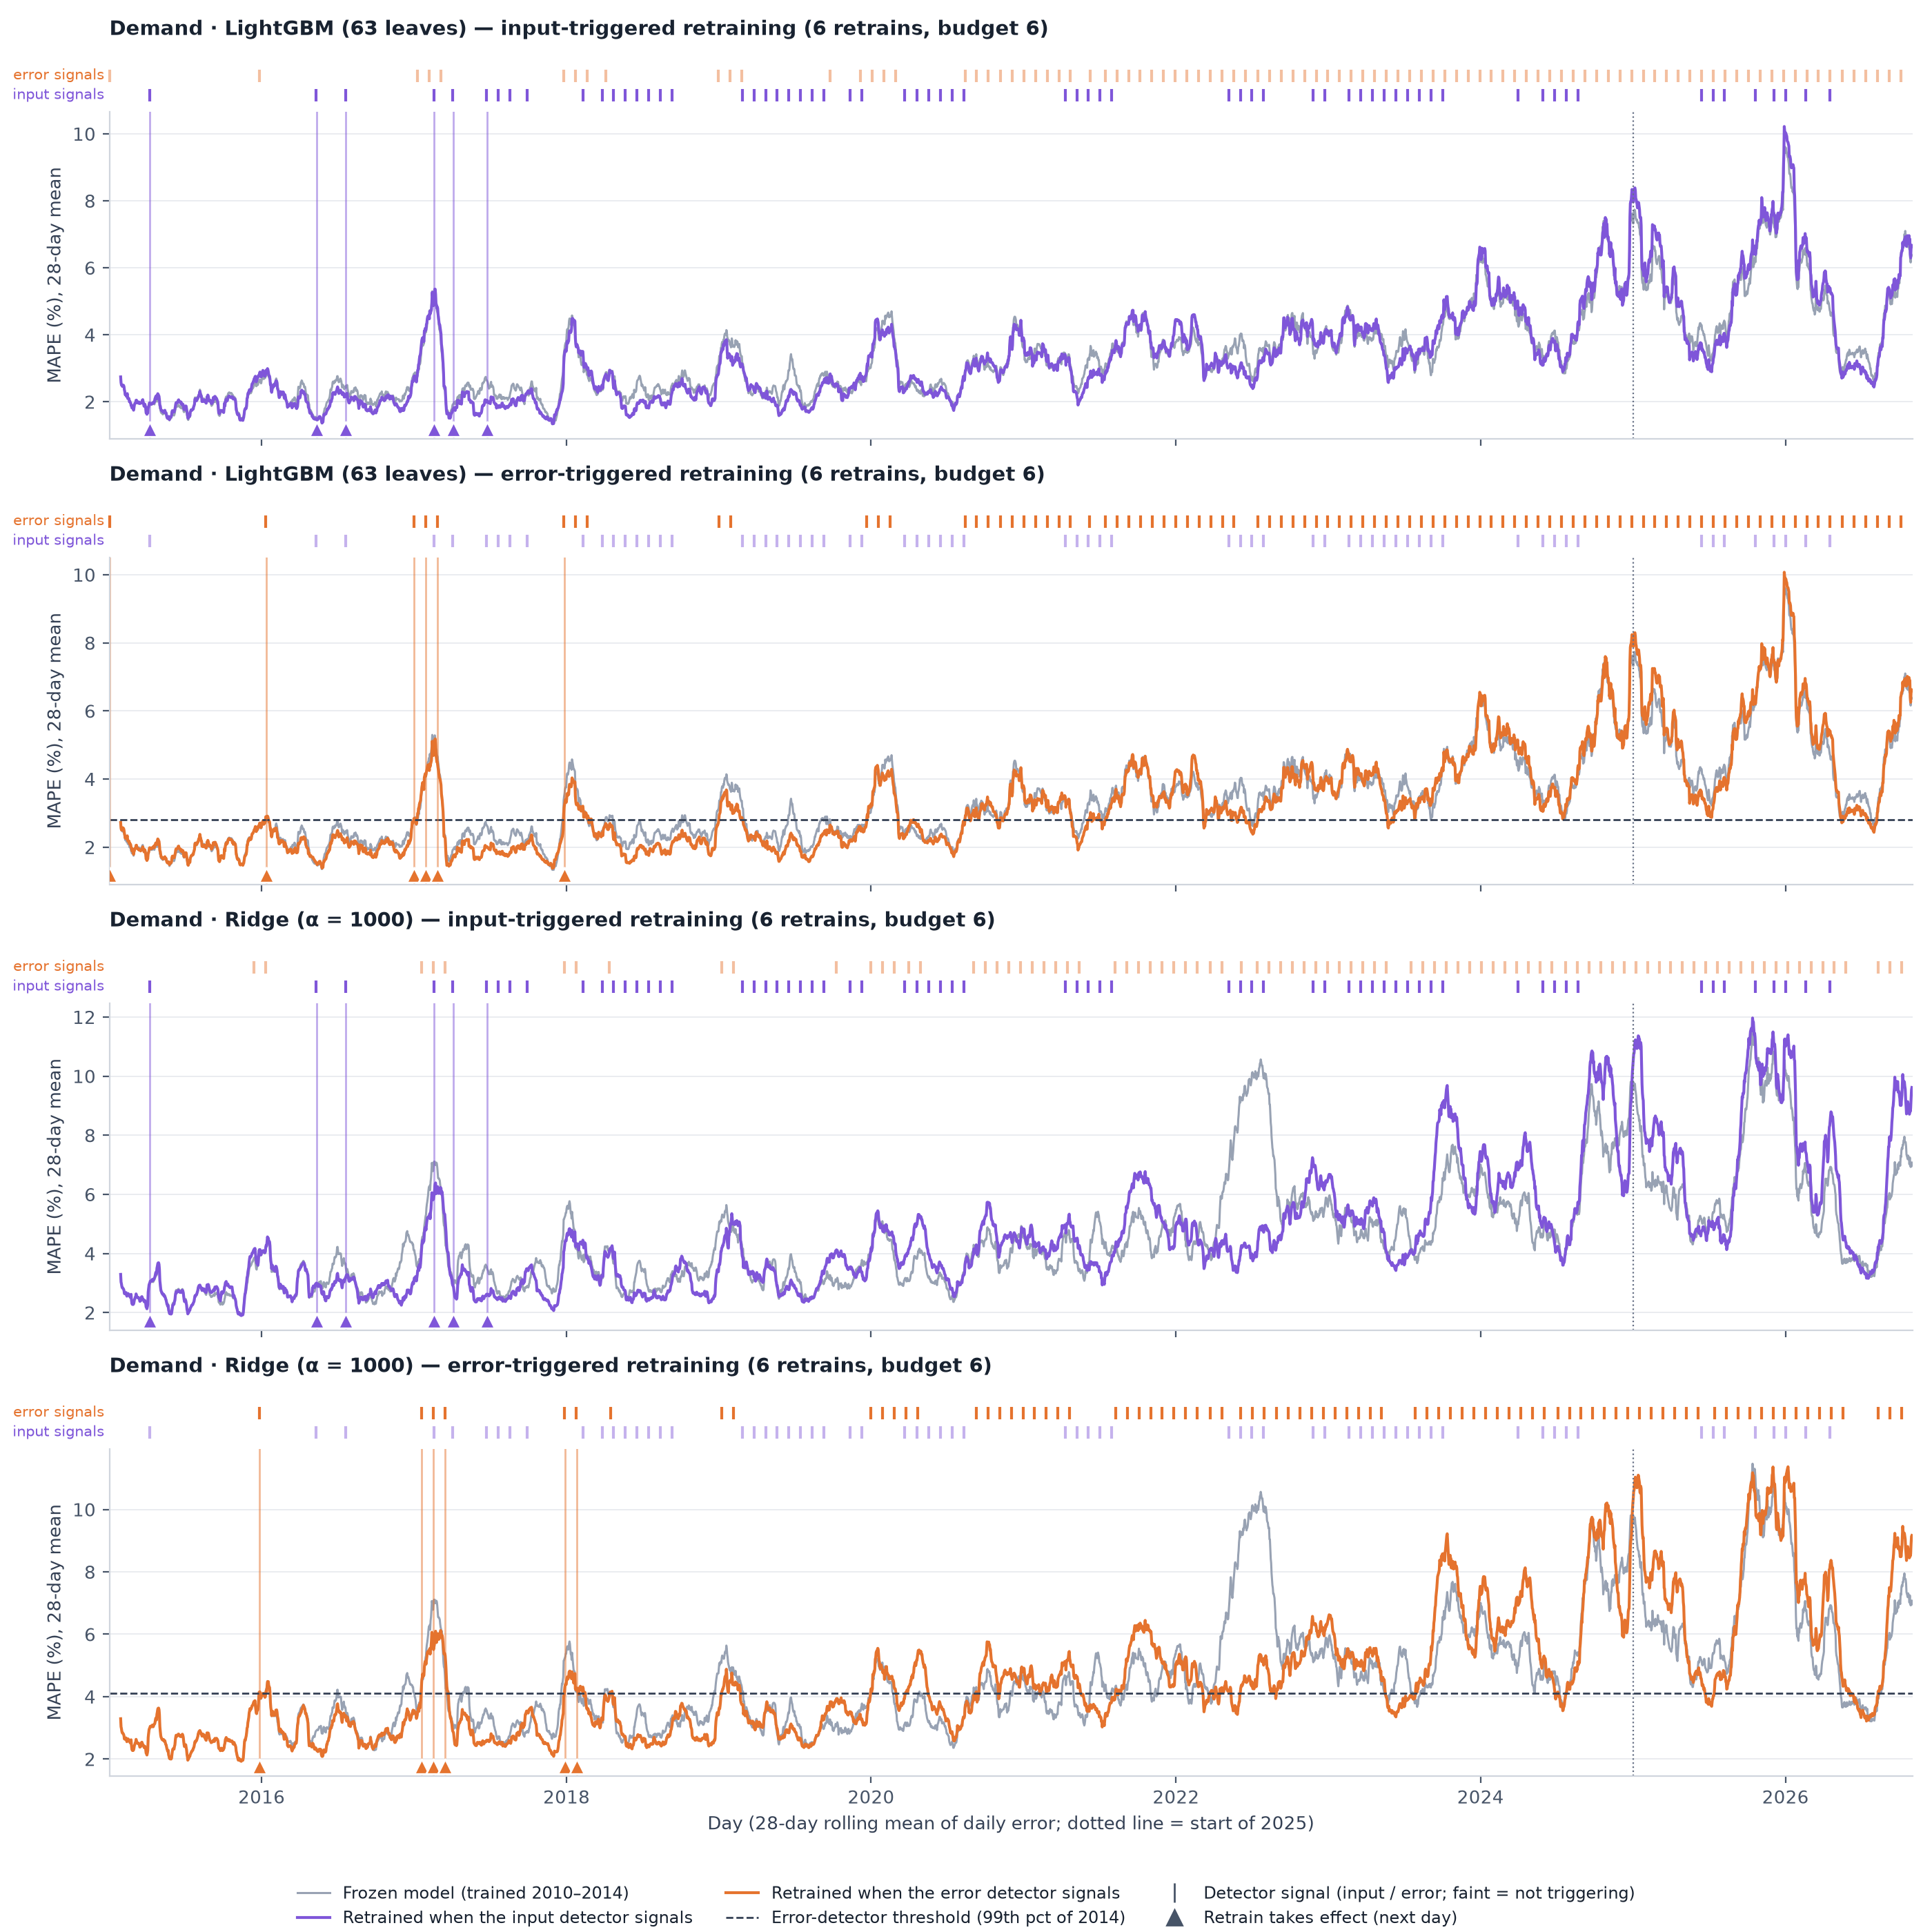 Demand · LightGBM (63 leaves) — input-triggered retraining (6 retrains, budget 6)
error signals
input signals
10
8
6
4
2
MAPE (%), 28-day mean
Demand · LightGBM (63 leaves) — error-triggered retraining (6 retrains, budget 6)
error signals
input signals
10
8
6
4
2
MAPE (%), 28-day mean
Demand · Ridge (α = 1000) — input-triggered retraining (6 retrains, budget 6)
error signals
input signals
12
10
8
6
4
2
MAPE (%), 28-day mean
Demand · Ridge (α = 1000) — error-triggered retraining (6 retrains, budget 6)
error signals
input signals
10
8
6
4
2
MAPE (%), 28-day mean
2016 2018 2020 2022 2024 2026
Day (28-day rolling mean of daily error; dotted line = start of 2025)
Frozen model (trained 2010–2014)
Retrained when the input detector signals
Retrained when the error detector signals
Error-detector threshold (99th pct of 2014)
Detector signal (input / error; faint = not triggering)
Retrain takes effect (next day)